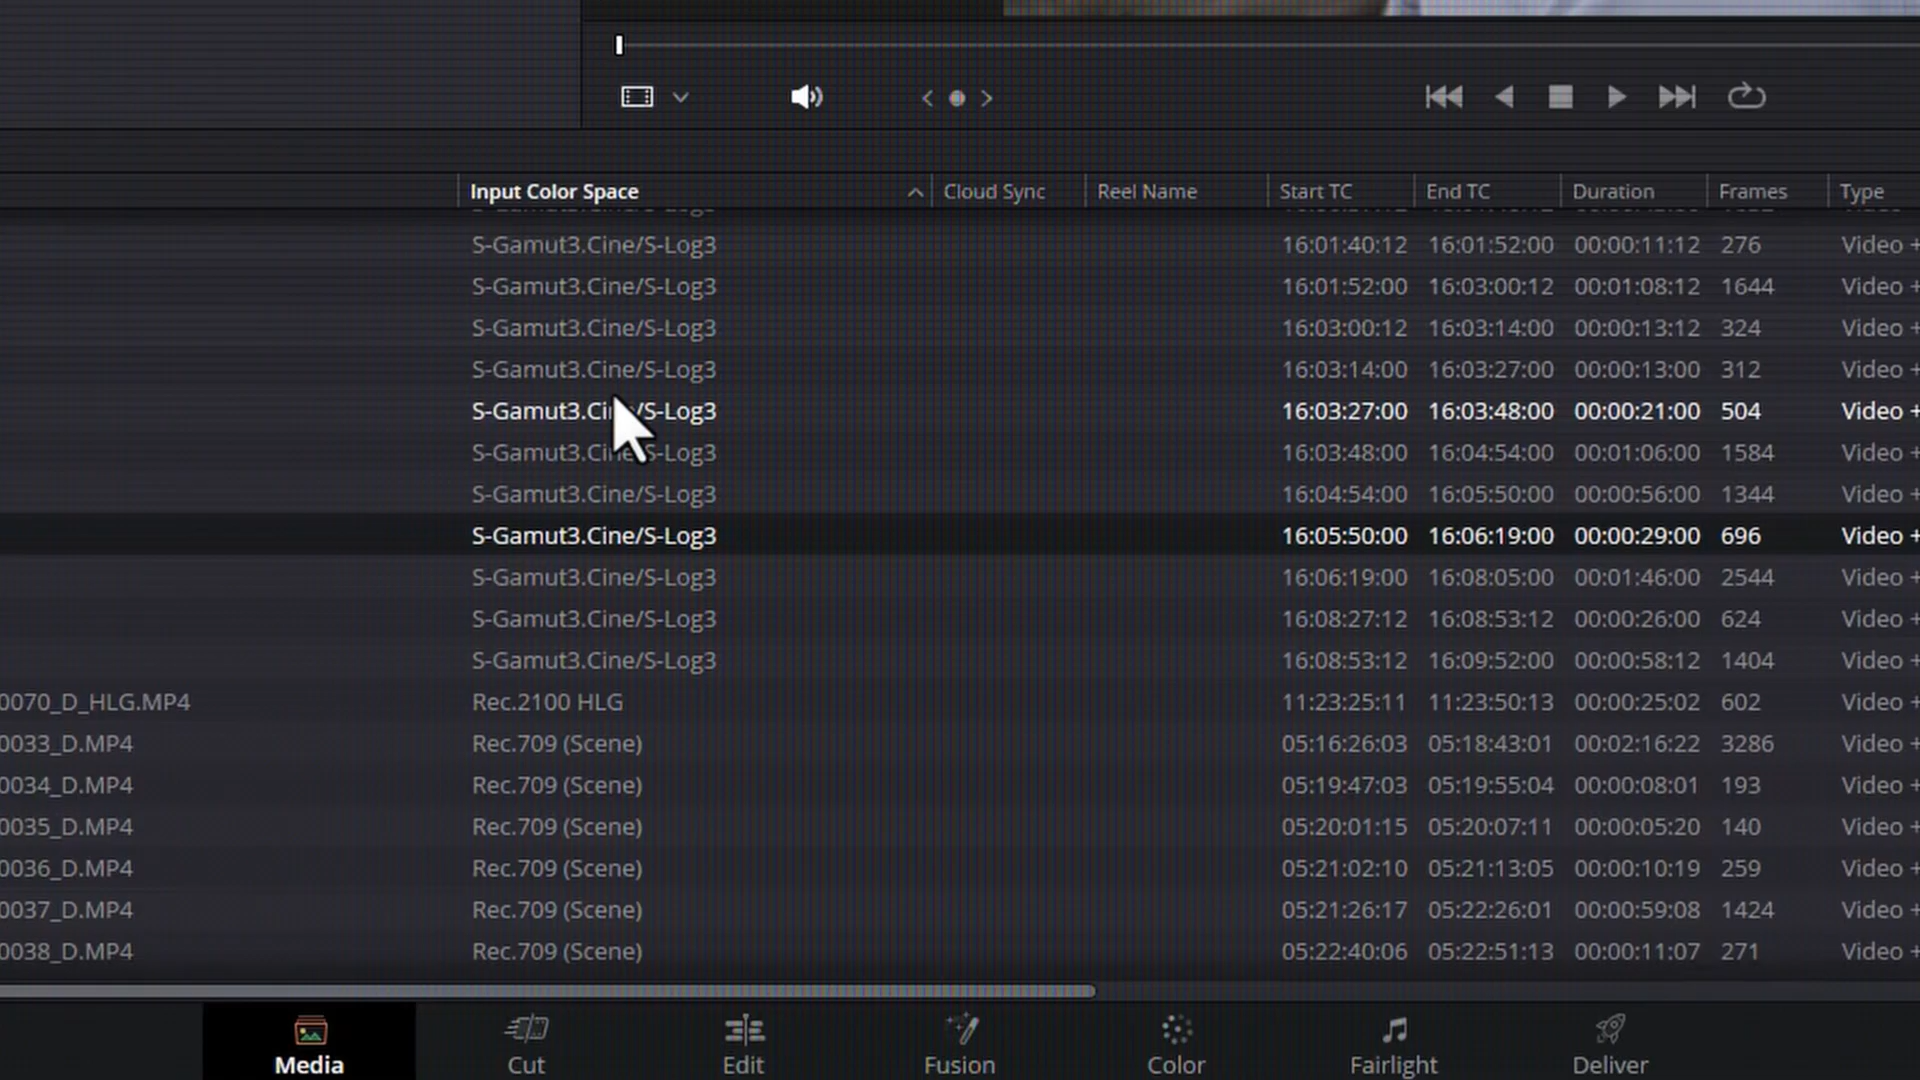 Input Color Space Cloud Sync Reel Name Start TC End TC Duration Frames Type
S-Gamut3.Cine/S-Log3 16:01:40:12 16:01:52:00 00:00:11:12 276 Video +
S-Gamut3.Cine/S-Log3 16:01:52:00 16:03:00:12 00:01:08:12 1644 Video +
S-Gamut3.Cine/S-Log3 16:03:00:12 16:03:14:00 00:00:13:12 324 Video +
S-Gamut3.Cine/S-Log3 16:03:14:00 16:03:27:00 00:00:13:00 312 Video +
S-Gamut3.Cine/S-Log3 16:03:27:00 16:03:48:00 00:00:21:00 504 Video +
S-Gamut3.Cine/S-Log3 16:03:48:00 16:04:54:00 00:01:06:00 1584 Video +
S-Gamut3.Cine/S-Log3 16:04:54:00 16:05:50:00 00:00:56:00 1344 Video +
S-Gamut3.Cine/S-Log3 16:05:50:00 16:06:19:00 00:00:29:00 696 Video +
S-Gamut3.Cine/S-Log3 16:06:19:00 16:08:05:00 00:01:46:00 2544 Video +
S-Gamut3.Cine/S-Log3 16:08:27:12 16:08:53:12 00:00:26:00 624 Video +
S-Gamut3.Cine/S-Log3 16:08:53:12 16:09:52:00 00:00:58:12 1404 Video +
0070_D_HLG.MP4 Rec.2100 HLG 11:23:25:11 11:23:50:13 00:00:25:02 602 Video +
0033_D.MP4 Rec.709 (Scene) 05:16:26:03 05:18:43:01 00:02:16:22 3286 Video +
0034_D.MP4 Rec.709 (Scene) 05:19:47:03 05:19:55:04 00:00:08:01 193 Video +
0035_D.MP4 Rec.709 (Scene) 05:20:01:15 05:20:07:11 00:00:05:20 140 Video +
0036_D.MP4 Rec.709 (Scene) 05:21:02:10 05:21:13:05 00:00:10:19 259 Video +
0037_D.MP4 Rec.709 (Scene) 05:21:26:17 05:22:26:01 00:00:59:08 1424 Video +
0038_D.MP4 Rec.709 (Scene) 05:22:40:06 05:22:51:13 00:00:11:07 271 Video +
Media Cut Edit Fusion Color Fairlight Deliver